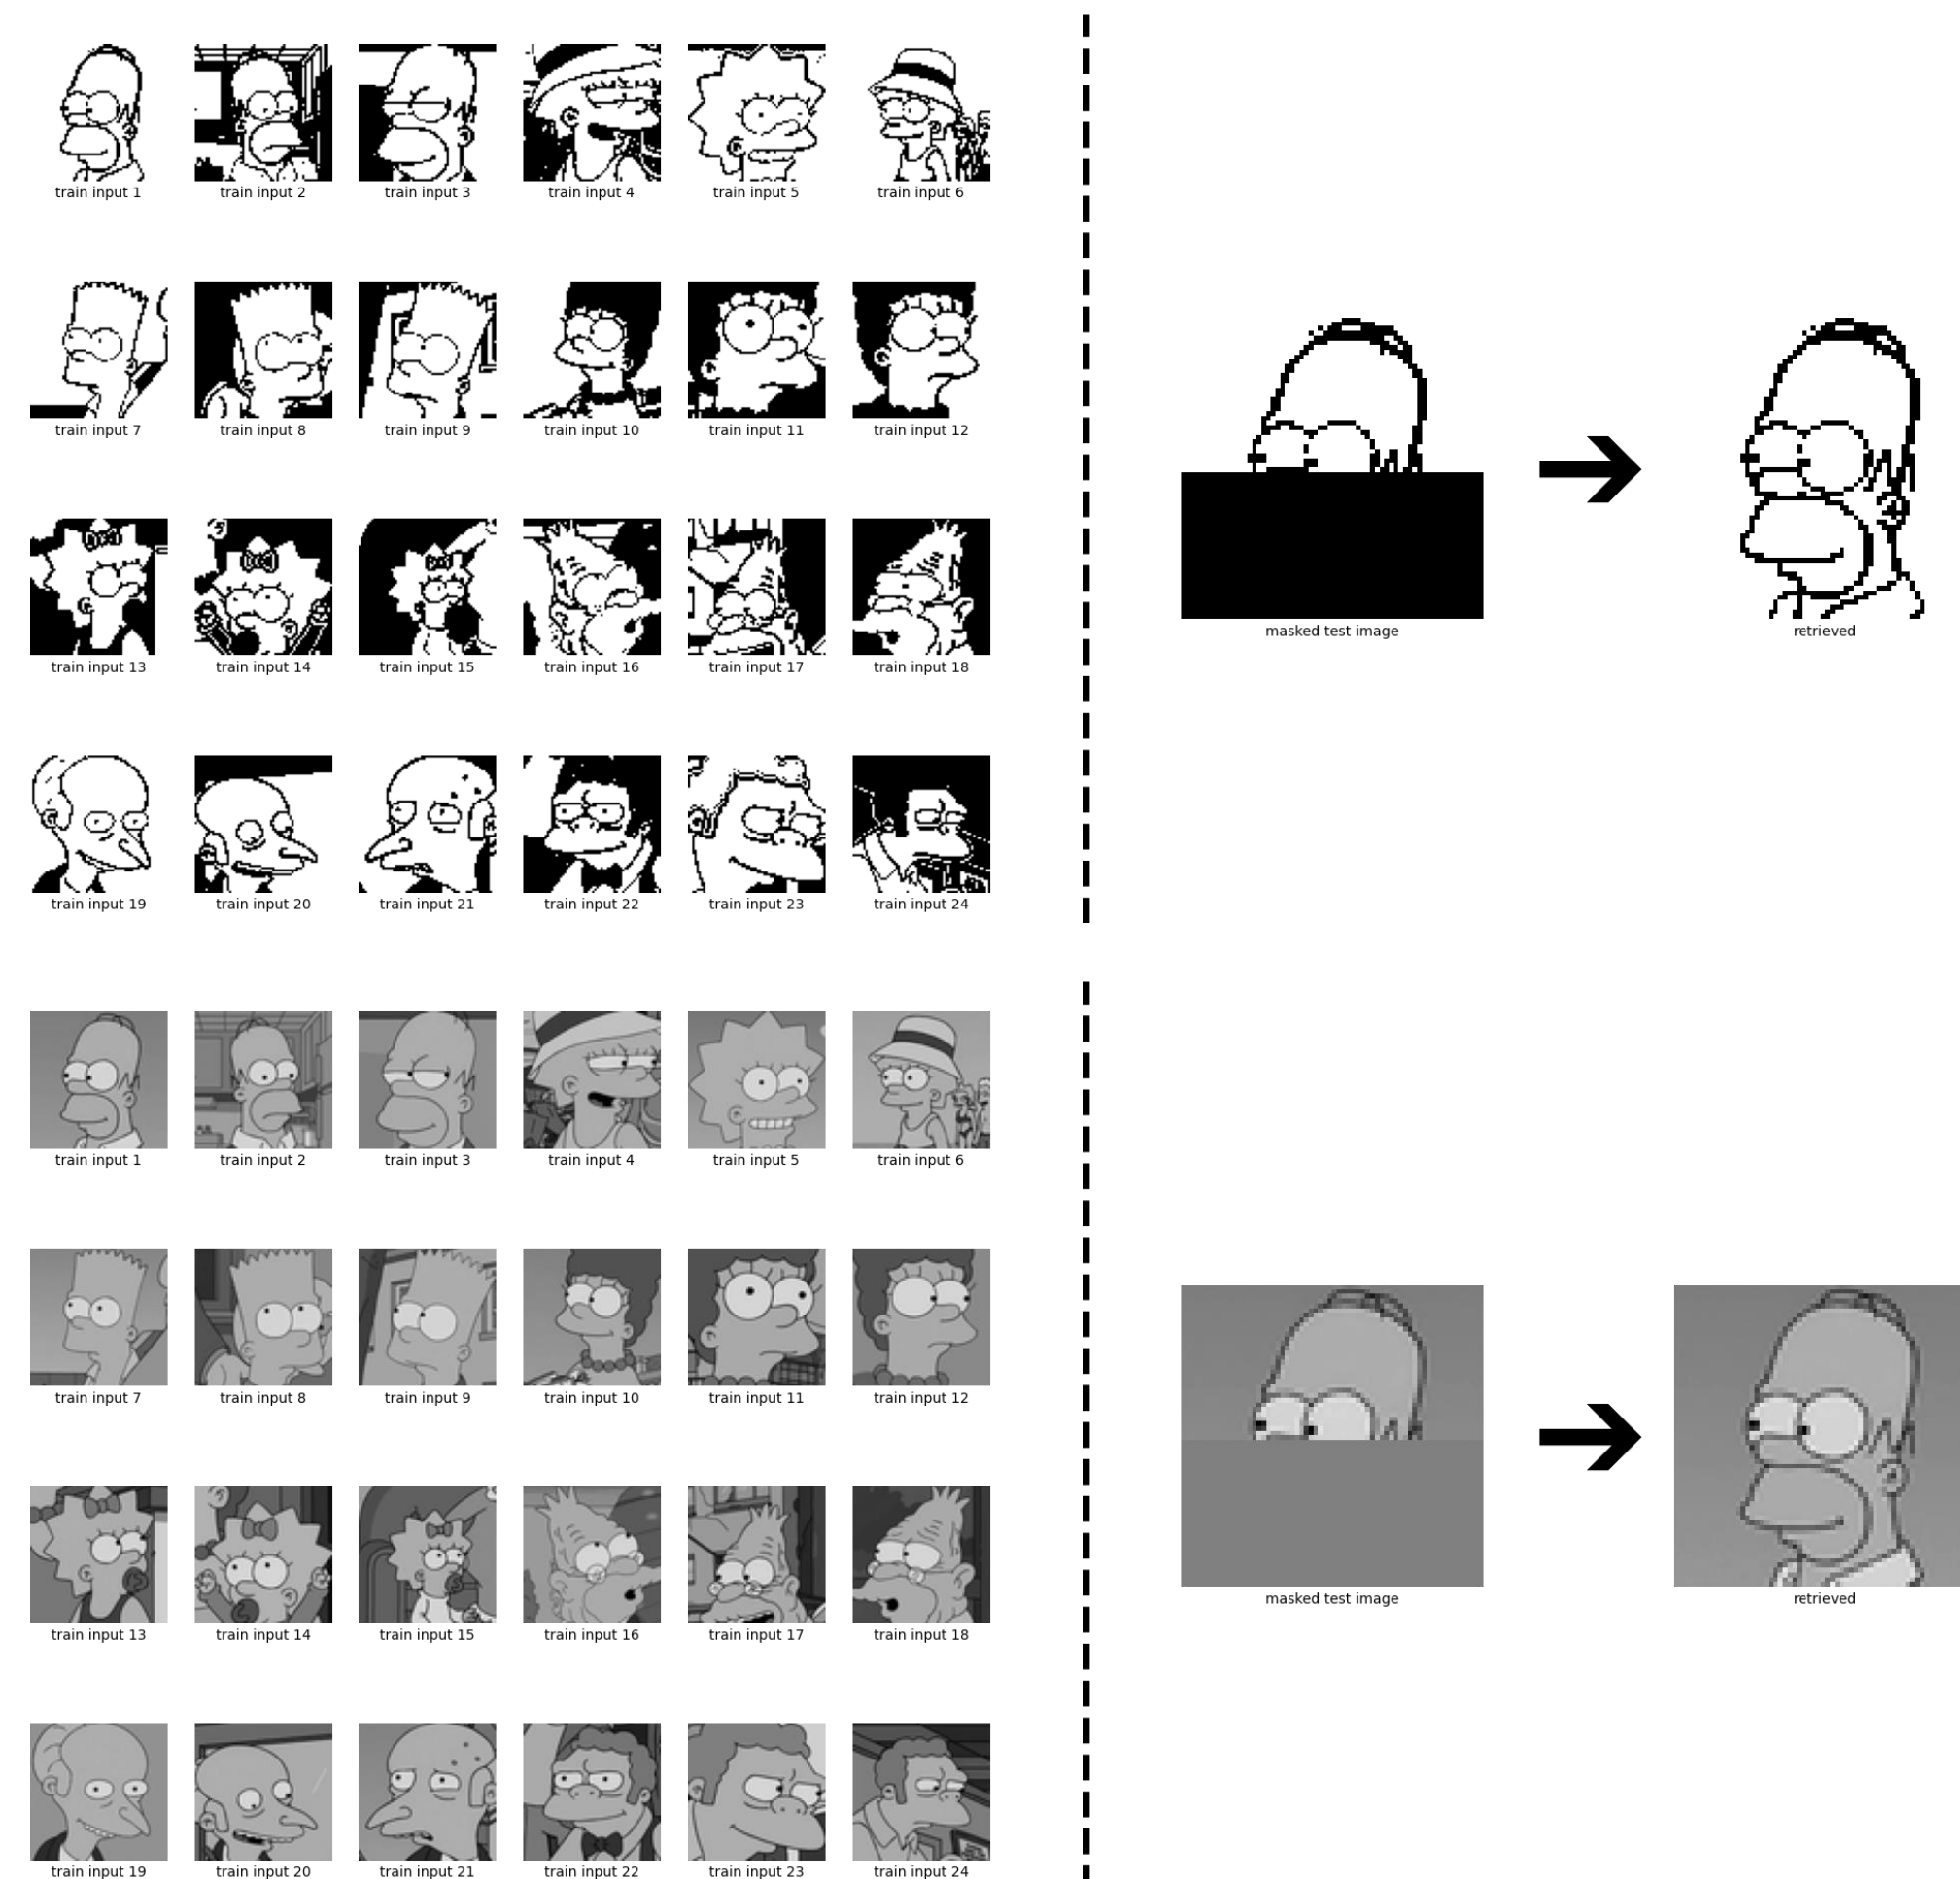 train input 1
train input 2
train input 3
train input 4
train input 5
train input 6
train input 7
train input 8
train input 9
train input 10
train input 11
train input 12
masked test image
retrieved
train input 13
train input 14
train input 15
train input 16
train input 17
train input 18
train input 19
train input 20
train input 21
train input 22
train input 23
train input 24
train input 1
train input 2
train input 3
train input 4
train input 5
train input 6
train input 7
train input 8
train input 9
train input 10
train input 11
train input 12
masked test image
retrieved
train input 13
train input 14
train input 15
train input 16
train input 17
train input 18
train input 19
train input 20
train input 21
train input 22
train input 23
train input 24